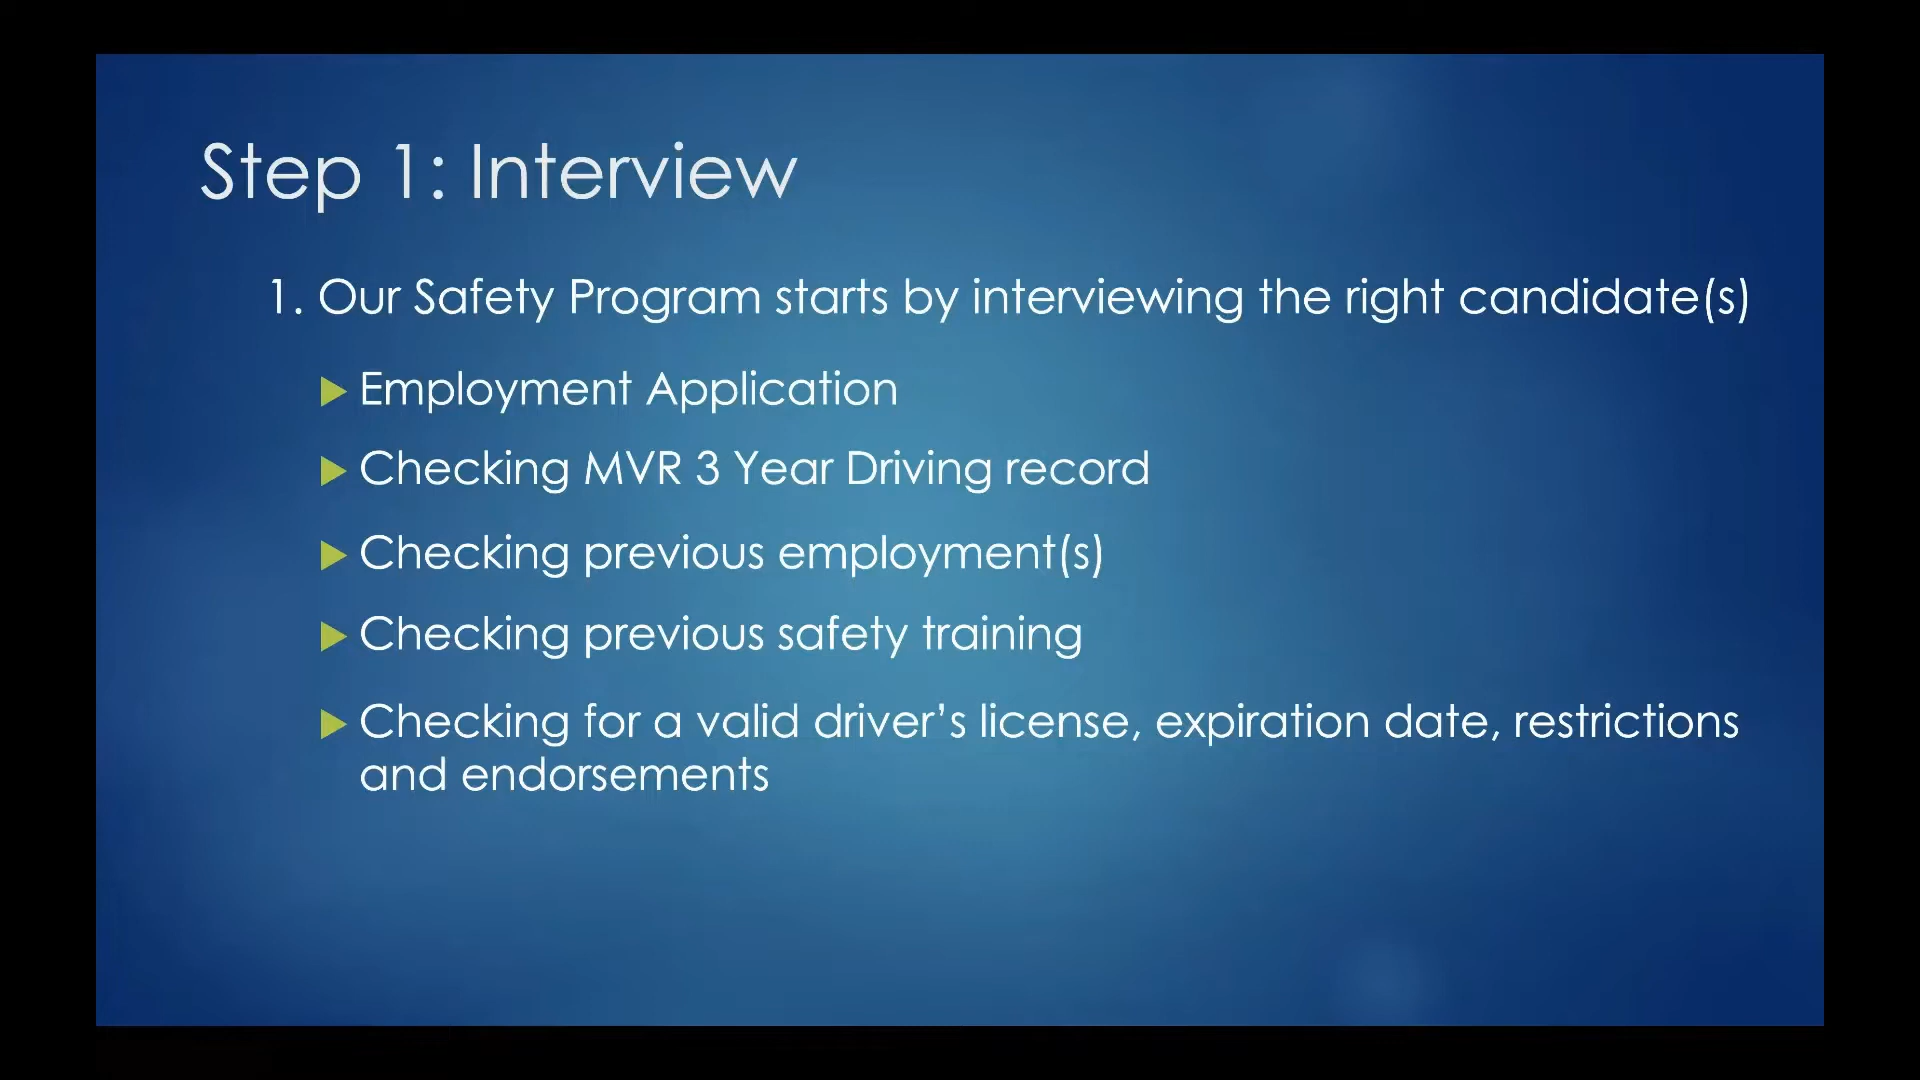 Step 1: Interview
1. Our Safety Program starts by interviewing the right candidate(s)
Employment Application
Checking MVR 3 Year Driving record
Checking previous employment(s)
Checking previous safety training
Checking for a valid driver’s license, expiration date, restrictions
and endorsements